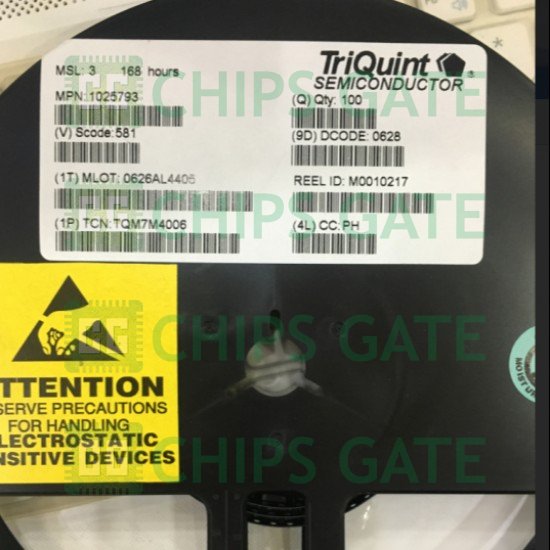 MSL: 3 168 hours
TriQuint
SEMICONDUCTOR
MPN:1025793
(Q) Qty: 100
(V) Scode:581
(9D) DCODE: 0628
(1T) MLOT: 0626AL4406
REEL ID: M0010217
(1P) TCN:TQM7M4006
(4L) CC:PH
CHIPS GATE
CHIPS GATE
CHIPS GATE
CHIPS GATE
TTENTION
SERVE PRECAUTIONS
FOR HANDLING
LECTROSTATIC
NSITIVE DEVICES
MOISTU